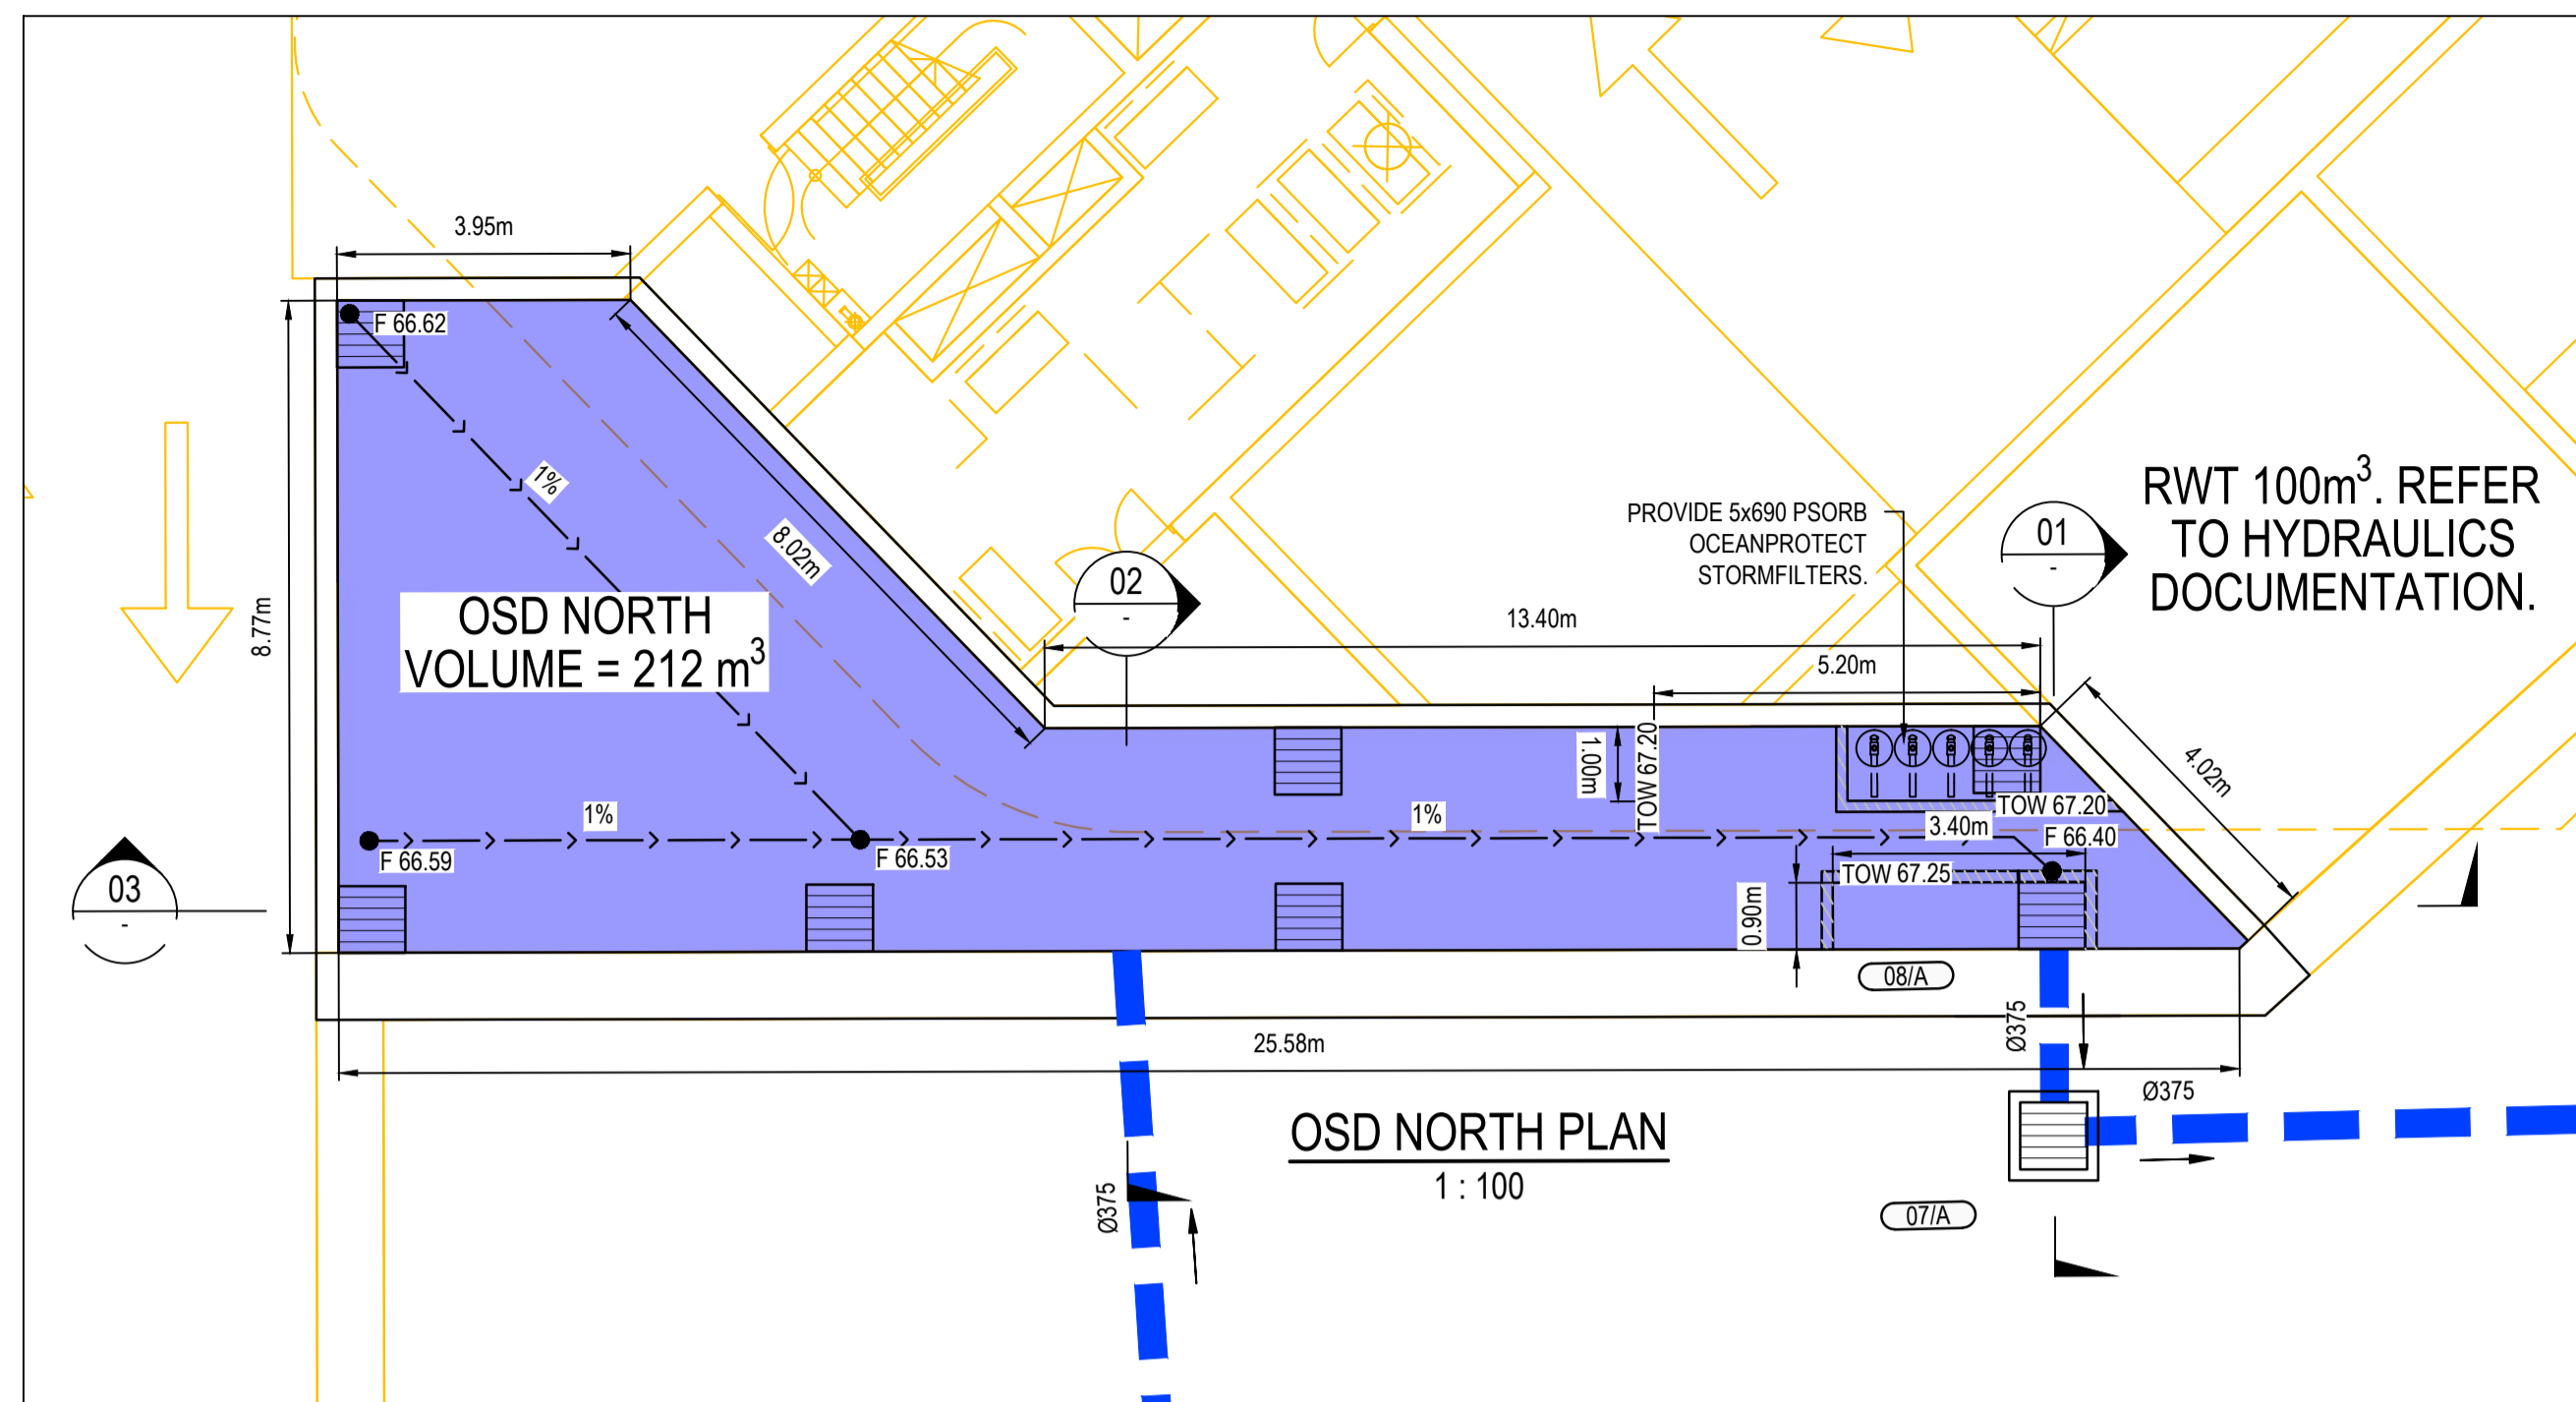 3.95m
F 66.62
1%
8.02m
8.77m
OSD NORTH
VOLUME = 212 m³
02
-
PROVIDE 5x690 PSORB
OCEANPROTECT
STORMFILTERS.
01
-
RWT 100m³. REFER
TO HYDRAULICS
DOCUMENTATION.
13.40m
5.20m
1.00m
TOW 67.20
4.02m
TOW 67.20
3.40m
F 66.40
1%
1%
F 66.59
F 66.53
TOW 67.25
0.90m
03
-
08/A
Ø375
25.58m
Ø375
OSD NORTH PLAN
1 : 100
Ø375
07/A